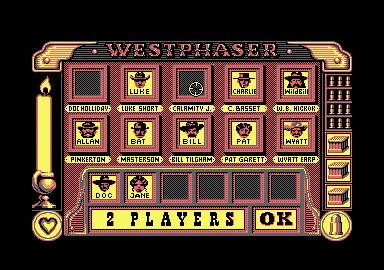 WESTPHASER
LUKE CHARLIE WildBill
DOC HOLLIDAY LUKE SHORT CALAMITY J. C. BASSET W. B. HICKOK
ALLAN BAT BILL PAT WYATT
PINKERTON MASTERSON BILL TILGHAM PAT GARETT WYATT EARP
DOC JANE
2 PLAYERS OK